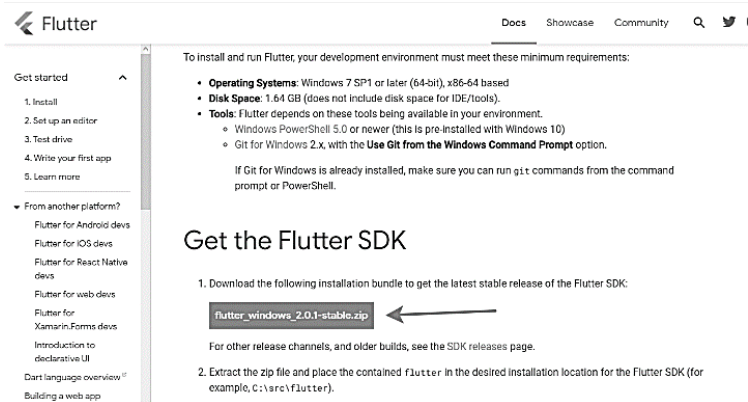 Flutter
Docs Showcase Community
Get started
1. Install
2. Set up an editor
3. Test drive
4. Write your first app
5. Learn more
From another platform?
Flutter for Android devs
Flutter for iOS devs
Flutter for React Native
devs
Flutter for web devs
Flutter for
Xamarin.Forms devs
Introduction to
declarative UI
Dart language overview
Building a web app
To install and run Flutter, your development environment must meet these minimum requirements:
• Operating Systems: Windows 7 SP1 or later (64-bit), x86-64 based
• Disk Space: 1.64 GB (does not include disk space for IDE/tools).
• Tools: Flutter depends on these tools being available in your environment.
◦ Windows PowerShell 5.0 or newer (this is pre-installed with Windows 10)
◦ Git for Windows 2.x, with the Use Git from the Windows Command Prompt option.
If Git for Windows is already installed, make sure you can run git commands from the command
prompt or PowerShell.
Get the Flutter SDK
1. Download the following installation bundle to get the latest stable release of the Flutter SDK:
flutter_windows_2.0.1-stable.zip
For other release channels, and older builds, see the SDK releases page.
2. Extract the zip file and place the contained flutter in the desired installation location for the Flutter SDK (for
example, C:\src\flutter).